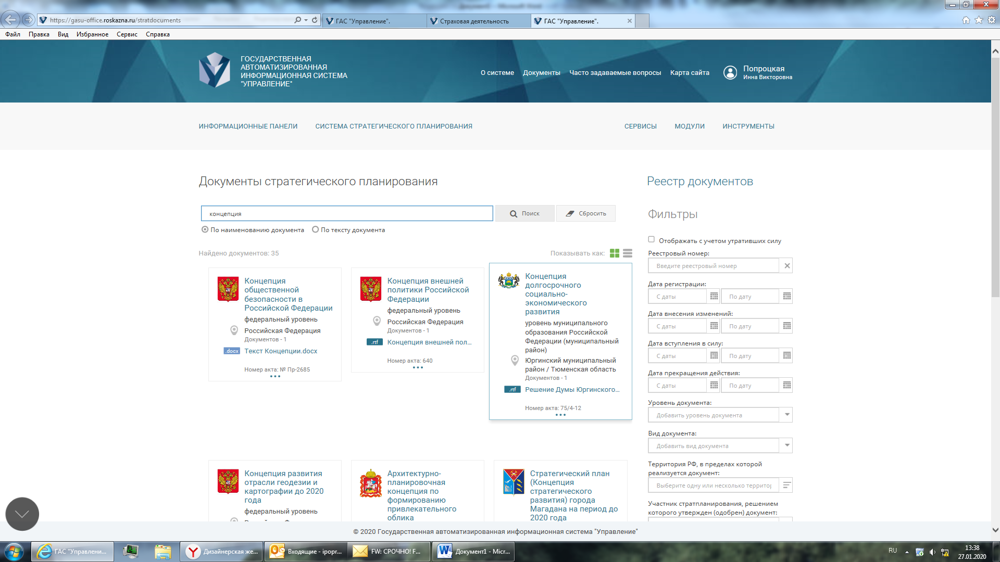 https://gasu-office.roskazna.ru/stratdocuments
ГАС "Управление".
Страховая деятельность
ГАС "Управление".
Файл Правка Вид Избранное Сервис Справка
ГОСУДАРСТВЕННАЯ
АВТОМАТИЗИРОВАННАЯ
ИНФОРМАЦИОННАЯ СИСТЕМА
"УПРАВЛЕНИЕ"
О системе Документы Часто задаваемые вопросы Карта сайта
Попроцкая
Инна Викторовна
ИНФОРМАЦИОННЫЕ ПАНЕЛИ СИСТЕМА СТРАТЕГИЧЕСКОГО ПЛАНИРОВАНИЯ СЕРВИСЫ МОДУЛИ ИНСТРУМЕНТЫ
Документы стратегического планирования
концепция
Поиск
Сбросить
По наименованию документа По тексту документа
Найдено документов: 35
Показывать как:
Концепция
общественной
безопасности в
Российской Федерации
федеральный уровень
Российская Федерация
Документов - 1
.docx Текст Концепции.docx
Номер акта: № Пр-2685
Концепция внешней
политики Российской
Федерации
федеральный уровень
Российская Федерация
Документов - 1
.rtf Концепция внешней пол...
Номер акта: 640
Концепция
долгосрочного
социально-
экономического
развития
уровень муниципального
образования Российской
Федерации (муниципальный
район)
Юргинский муниципальный
район / Тюменская область
Документов - 1
.rtf Решение Думы Юргинского...
Номер акта: 75/4-12
Концепция развития
отрасли геодезии и
картографии до 2020
года
федеральный уровень
Архитектурно-
планировочная
концепция по
формированию
привлекательного
облика
Стратегический план
(Концепция
стратегического
развития) города
Магадана на период до
2020 года
Реестр документов
Фильтры
Отображать с учетом утративших силу
Реестровый номер:
Введите реестровый номер
Дата регистрации:
С даты По дату
Дата внесения изменений:
С даты По дату
Дата вступления в силу:
С даты По дату
Дата прекращения действия:
С даты По дату
Уровень документа:
Добавить уровень документа
Вид документа:
Добавить вид документа
Территория РФ, в пределах которой
реализуется документ:
Выберите одну или несколько территор
Участник стратпланирования, решением
которого утвержден (одобрен) документ:
© 2020 Государственная автоматизированная информационная система "Управление"
ГАС "Управлени...
Дизайнерская же...
Входящие - ipopr...
FW: СРОЧНО! F...
Документ1 - Micr...
RU
13:38
27.01.2020